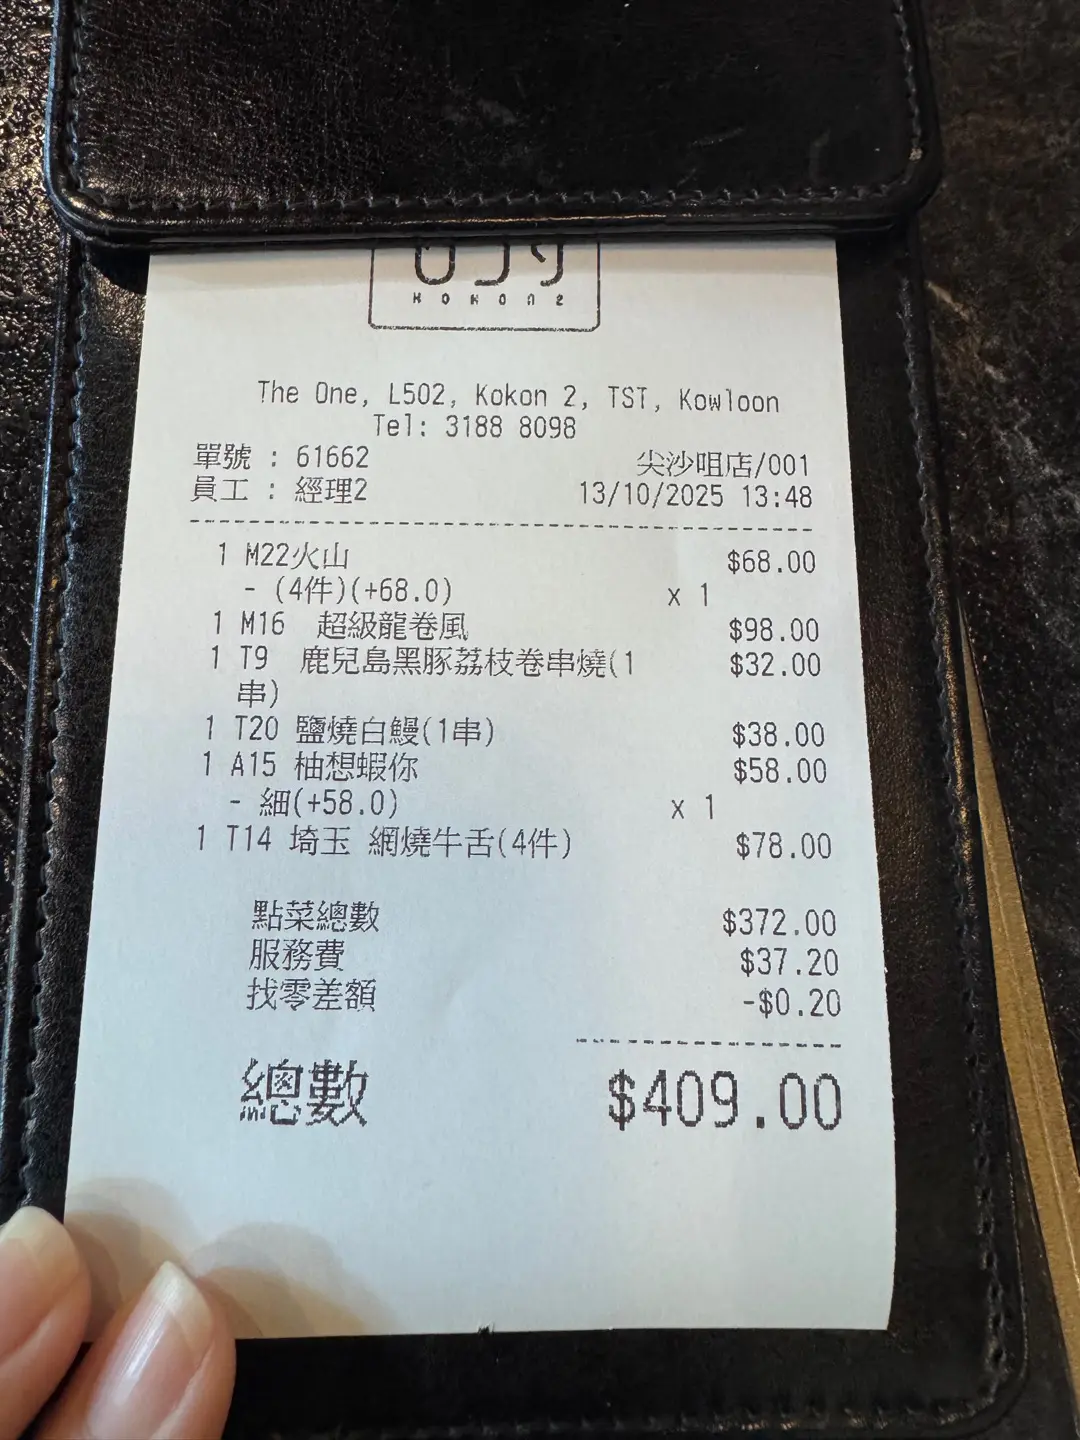 KOKON2
The One, L502, Kokon 2, TST, Kowloon
Tel: 3188 8098
單號 : 61662 尖沙咀店/001
員工 : 經理2 13/10/2025 13:48
1 M22火山 $68.00
- (4件)(+68.0) x 1
1 M16 超級龍卷風 $98.00
1 T9 鹿兒島黑豚荔枝卷串燒(1 $32.00
串)
1 T20 鹽燒白鰻(1串) $38.00
1 A15 柚想蝦你 $58.00
- 細(+58.0) x 1
1 T14 埼玉 網燒牛舌(4件) $78.00
點菜總數 $372.00
服務費 $37.20
找零差額 -$0.20
總數 $409.00